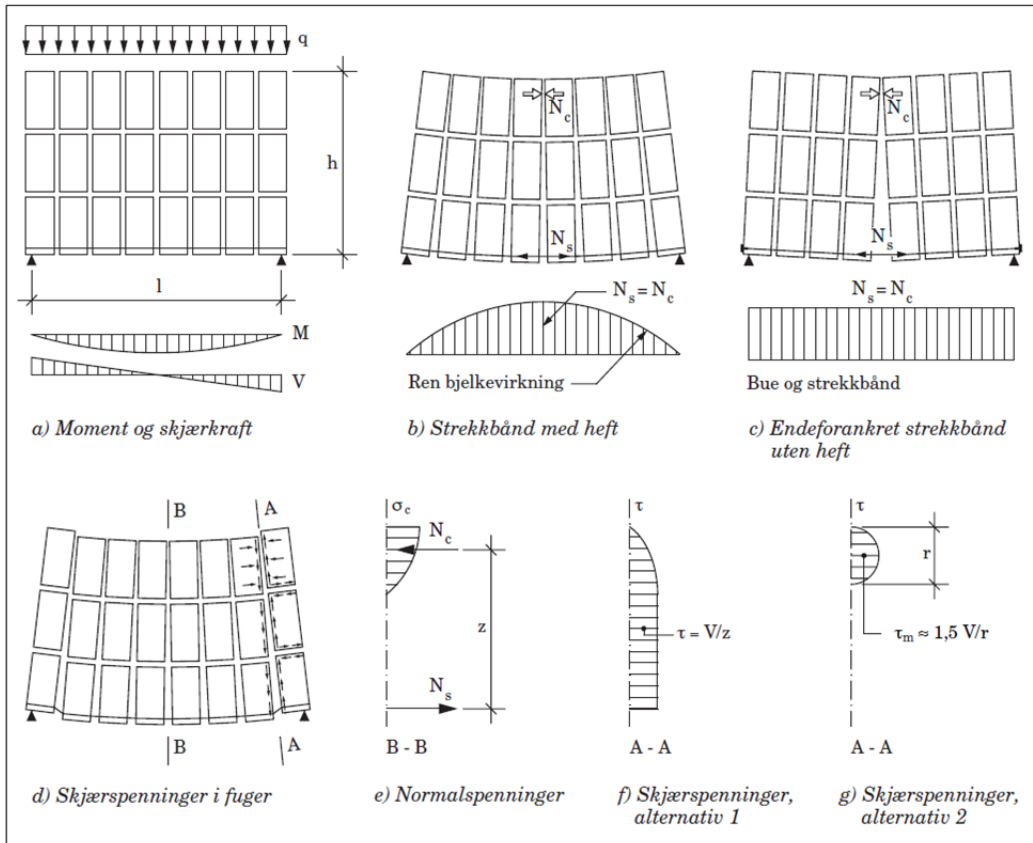 q
h
l
M
V
a) Moment og skjærkraft
N_c
N_s
N_s = N_c
Ren bjelkevirkning
b) Strekkbånd med heft
N_c
N_s
N_s = N_c
Bue og strekkbånd
c) Endeforankret strekkbånd
uten heft
B
A
B
A
d) Skjærspenninger i fuger
σ_c
N_c
z
N_s
B - B
e) Normalspenninger
τ
τ = V/z
A - A
f) Skjærspenninger,
alternativ 1
τ
r
τ_m ≈ 1,5 V/r
A - A
g) Skjærspenninger,
alternativ 2